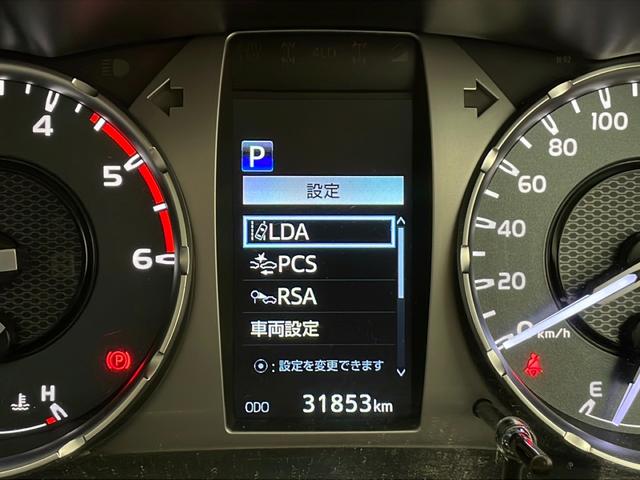 P
設定
LDA
PCS
RSA
車両設定
⦿:設定を変更できます
ODO 31853km
4
5
6
H
(P)
100
80
60
40
20
0 km/h
E